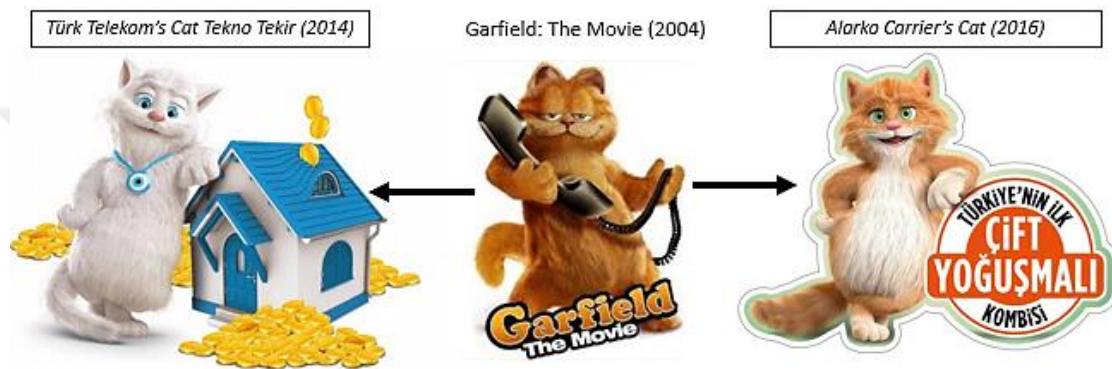 Türk Telekom's Cat Tekno Tekir (2014)
Garfield: The Movie (2004)
Alarko Carrier's Cat (2016)
Garfield
The Movie
TÜRKİYE'NİN İLK
ÇİFT
YOĞUŞMALI
KOMBİSİ